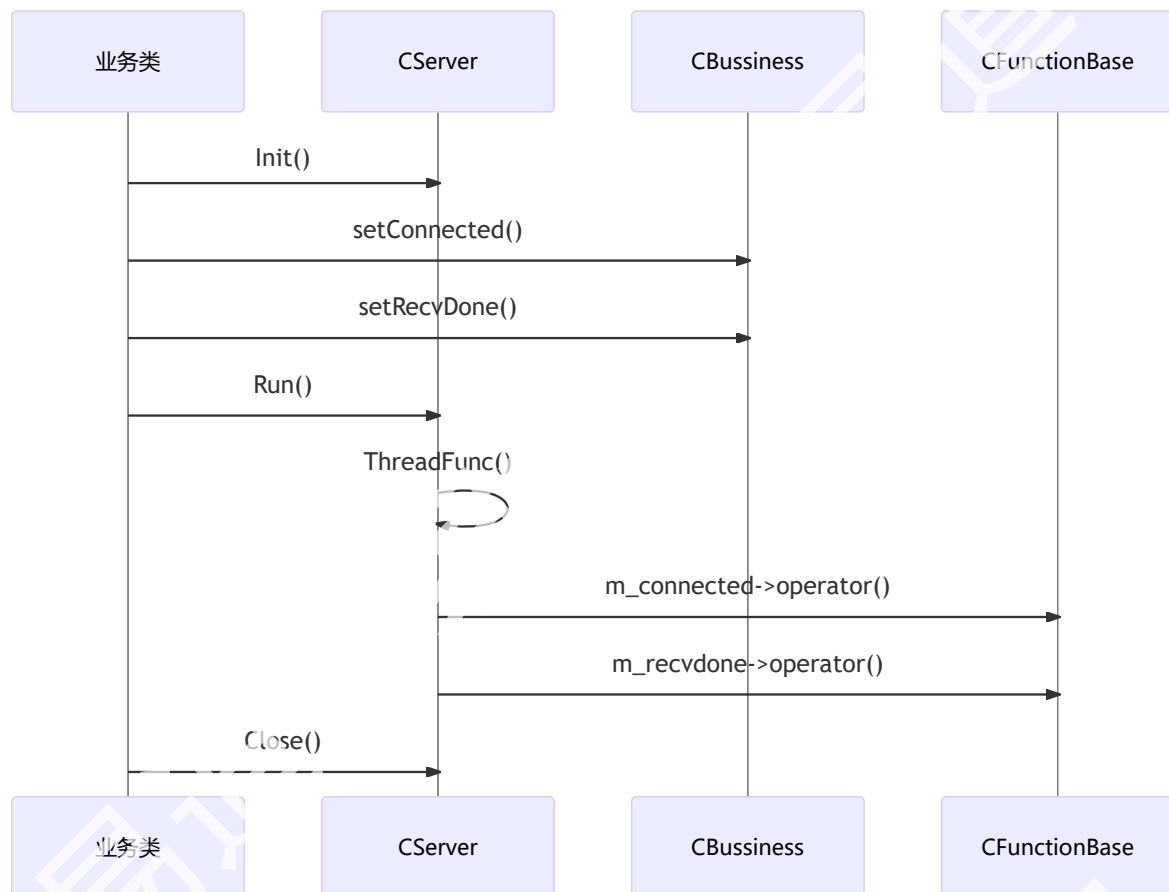 业务类
CServer
CBussiness
CFunctionBase
Init()
setConnected()
setRecvDone()
Run()
ThreadFunc()
m_connected->operator()
m_recvdone->operator()
Close()
业务类
CServer
CBussiness
CFunctionBase